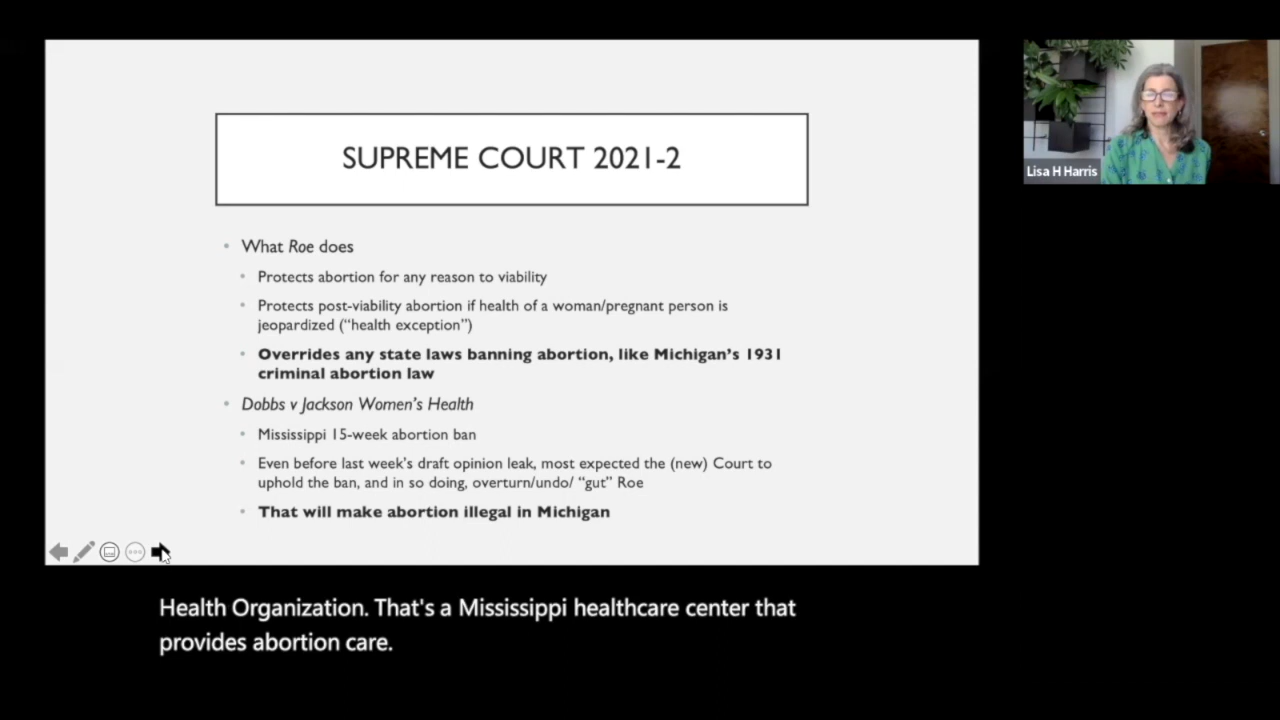 SUPREME COURT 2021-2
• What Roe does
• Protects abortion for any reason to viability
• Protects post-viability abortion if health of a woman/pregnant person is
jeopardized (“health exception”)
• Overrides any state laws banning abortion, like Michigan’s 1931
criminal abortion law
• Dobbs v Jackson Women’s Health
• Mississippi 15-week abortion ban
• Even before last week’s draft opinion leak, most expected the (new) Court to
uphold the ban, and in so doing, overturn/undo/ “gut” Roe
• That will make abortion illegal in Michigan
Lisa H Harris
Health Organization. That's a Mississippi healthcare center that
provides abortion care.